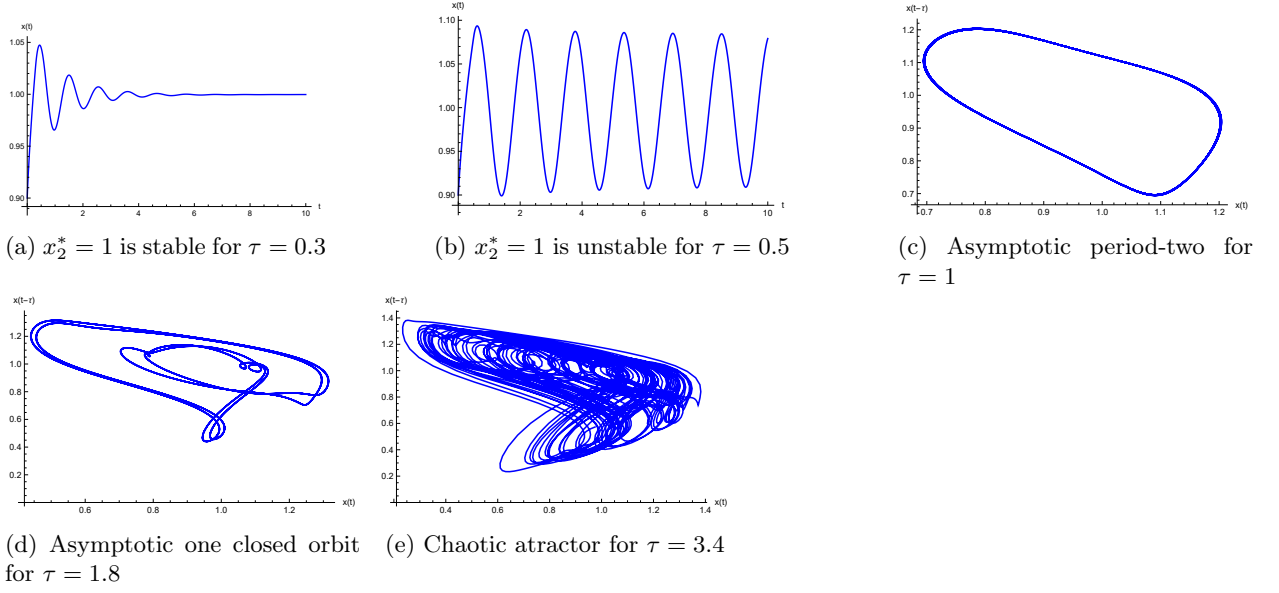 x(t)
1.05
1.00
0.95
0.90
0 2 4 6 8 10 t
(a) x₂* = 1 is stable for τ = 0.3
x(t)
1.10
1.05
1.00
0.95
0.90
0 2 4 6 8 10 t
(b) x₂* = 1 is unstable for τ = 0.5
x(t-r)
1.2
1.1
1.0
0.9
0.8
0.7
0.7 0.8 0.9 1.0 1.1 1.2 x(t)
(c) Asymptotic period-two for
τ = 1
x(t-r)
1.2
1.0
0.8
0.6
0.4
0.2
0.6 0.8 1.0 1.2 x(t)
(d) Asymptotic one closed orbit
for τ = 1.8
x(t-r)
1.4
1.2
1.0
0.8
0.6
0.4
0.2
0.4 0.6 0.8 1.0 1.2 1.4 x(t)
(e) Chaotic atractor for τ = 3.4